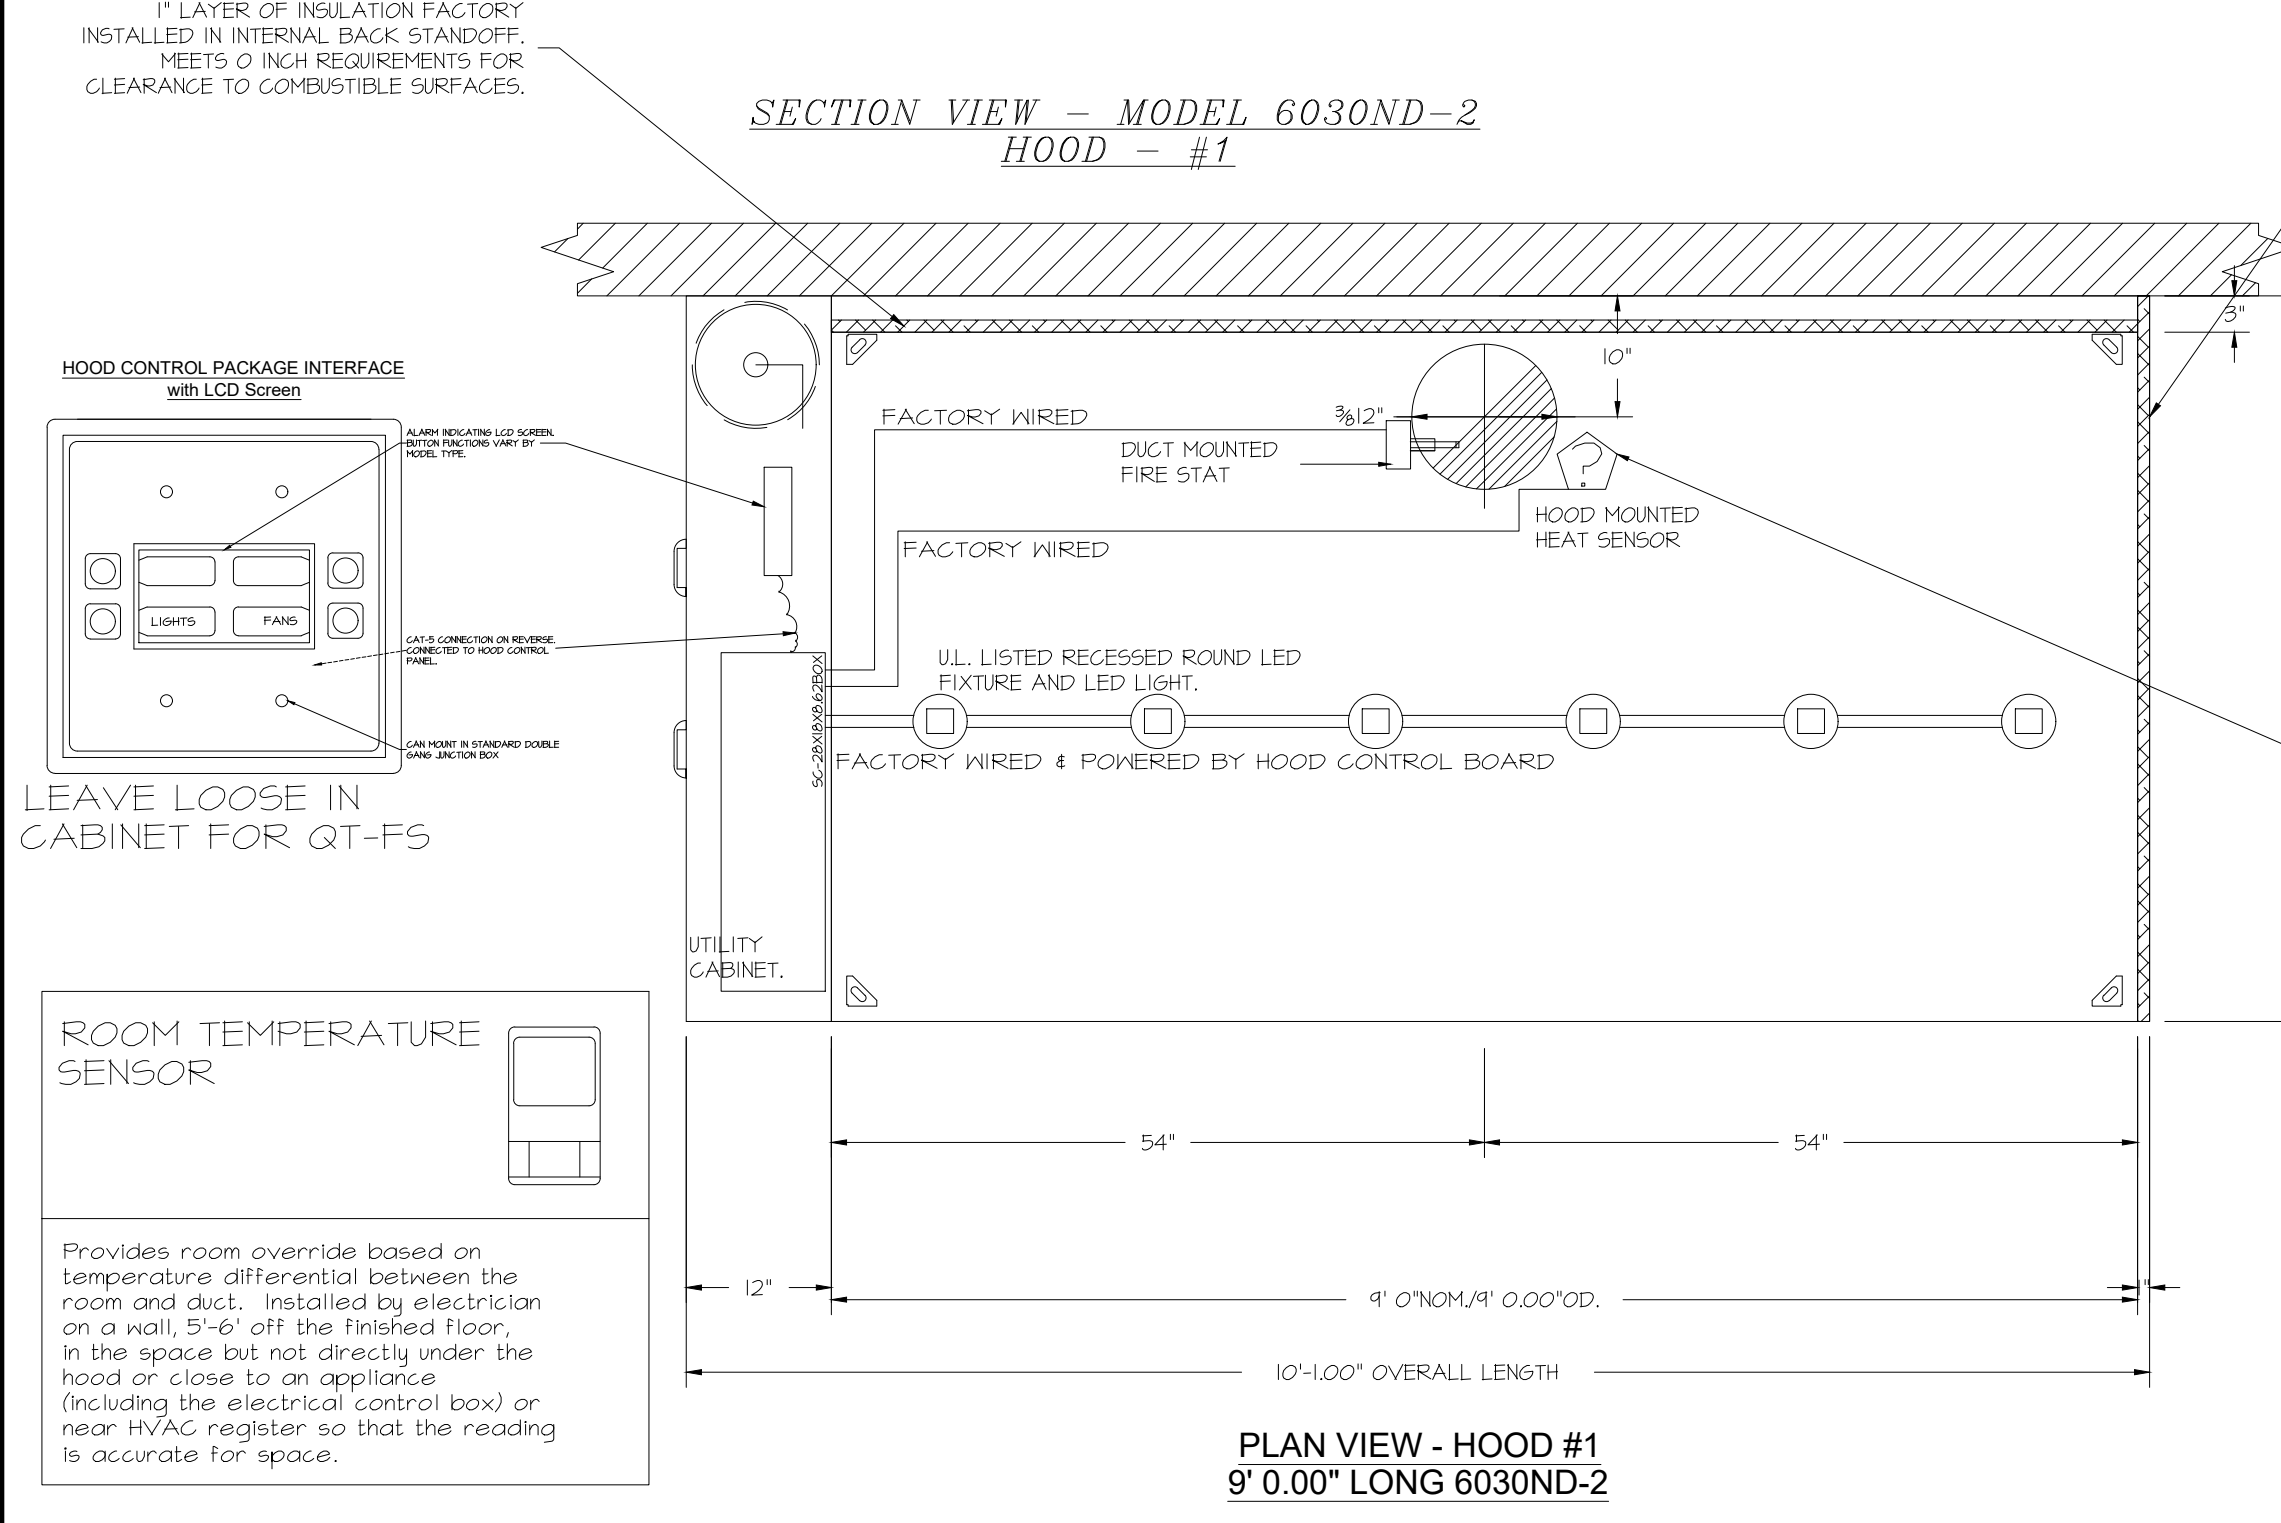 1" LAYER OF INSULATION FACTORY
INSTALLED IN INTERNAL BACK STANDOFF.
MEETS 0 INCH REQUIREMENTS FOR
CLEARANCE TO COMBUSTIBLE SURFACES.
SECTION VIEW - MODEL 6030ND-2
HOOD - #1
3"
10"
HOOD CONTROL PACKAGE INTERFACE
with LCD Screen
ALARM INDICATING LCD SCREEN.
BUTTON FUNCTIONS VARY BY
MODEL TYPE.
LIGHTS
FANS
CAT-5 CONNECTION ON REVERSE.
CONNECTED TO HOOD CONTROL
PANEL.
CAN MOUNT IN STANDARD DOUBLE
GANG JUNCTION BOX
LEAVE LOOSE IN
CABINET FOR QT-FS
FACTORY WIRED
DUCT MOUNTED
FIRE STAT
HOOD MOUNTED
HEAT SENSOR
FACTORY WIRED
U.L. LISTED RECESSED ROUND LED
FIXTURE AND LED LIGHT.
SC-28X18X8.62BOX
FACTORY WIRED & POWERED BY HOOD CONTROL BOARD
UTILITY
CABINET.
ROOM TEMPERATURE
SENSOR
Provides room override based on
temperature differential between the
room and duct. Installed by electrician
on a wall, 5'-6' off the finished floor,
in the space but not directly under the
hood or close to an appliance
(including the electrical control box) or
near HVAC register so that the reading
is accurate for space.
54"
54"
12"
9' 0"NOM./9' 0.00"OD.
1"
10'-1.00" OVERALL LENGTH
PLAN VIEW - HOOD #1
9' 0.00" LONG 6030ND-2